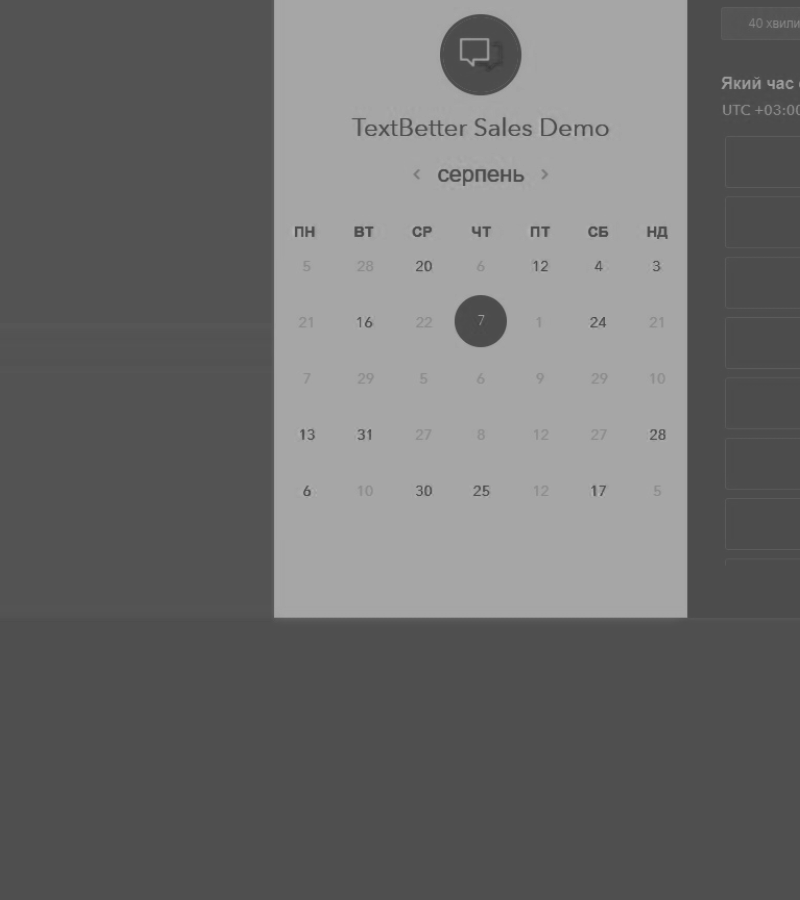 TextBetter Sales Demo
серпень
ПН ВТ СР ЧТ ПТ СБ НД
5 28 20 6 12 4 3
21 16 22 7 1 24 21
7 29 5 6 9 29 10
13 31 27 8 12 27 28
6 10 30 25 12 17 5
40 хвили
Який час
UTC +03:00